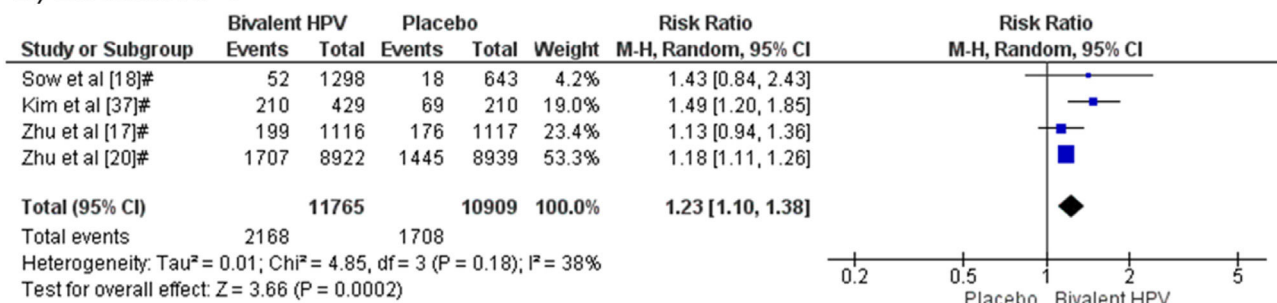 Bivalent HPV Placebo Risk Ratio Risk Ratio
Study or Subgroup Events Total Events Total Weight M-H, Random, 95% CI M-H, Random, 95% CI
Sow et al [18]# 52 1298 18 643 4.2% 1.43 [0.84, 2.43]
Kim et al [37]# 210 429 69 210 19.0% 1.49 [1.20, 1.85]
Zhu et al [17]# 199 1116 176 1117 23.4% 1.13 [0.94, 1.36]
Zhu et al [20]# 1707 8922 1445 8939 53.3% 1.18 [1.11, 1.26]
Total (95% CI) 11765 10909 100.0% 1.23 [1.10, 1.38]
Total events 2168 1708
Heterogeneity: Tau² = 0.01; Chi² = 4.85, df = 3 (P = 0.18); I² = 38%
Test for overall effect: Z = 3.66 (P = 0.0002)
0.2 0.5 1 2 5
Placebo Bivalent HPV